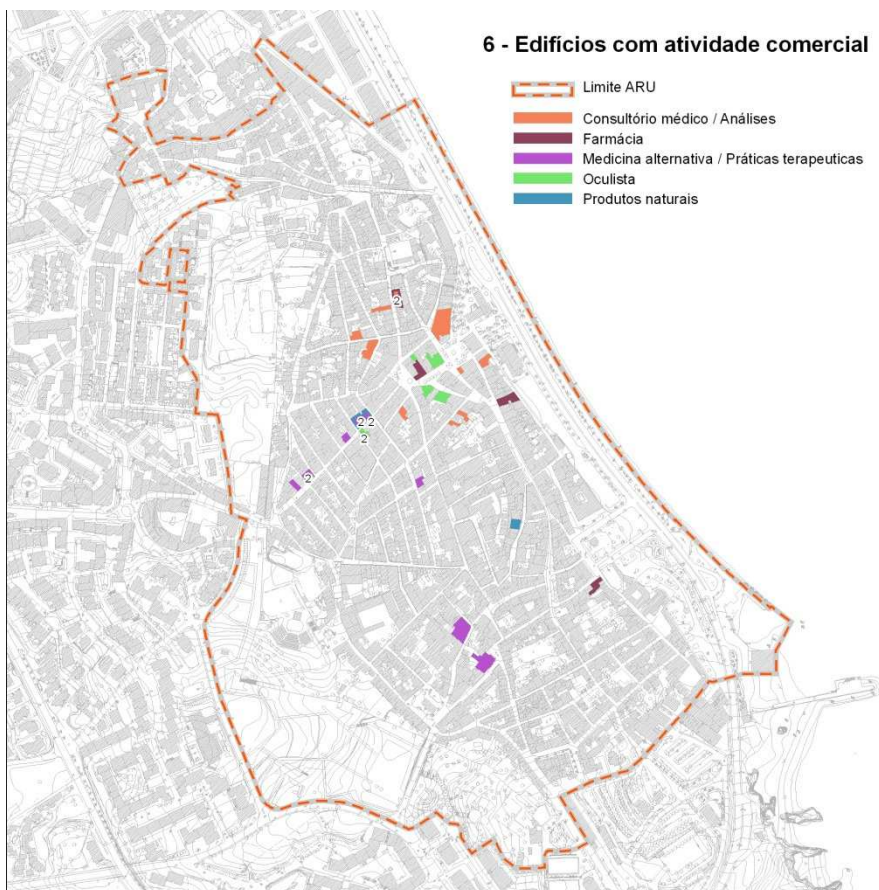 6 - Edifícios com atividade comercial
Limite ARU
Consultório médico / Análises
Farmácia
Medicina alternativa / Práticas terapeuticas
Oculista
Produtos naturais
2
2 2
2
2